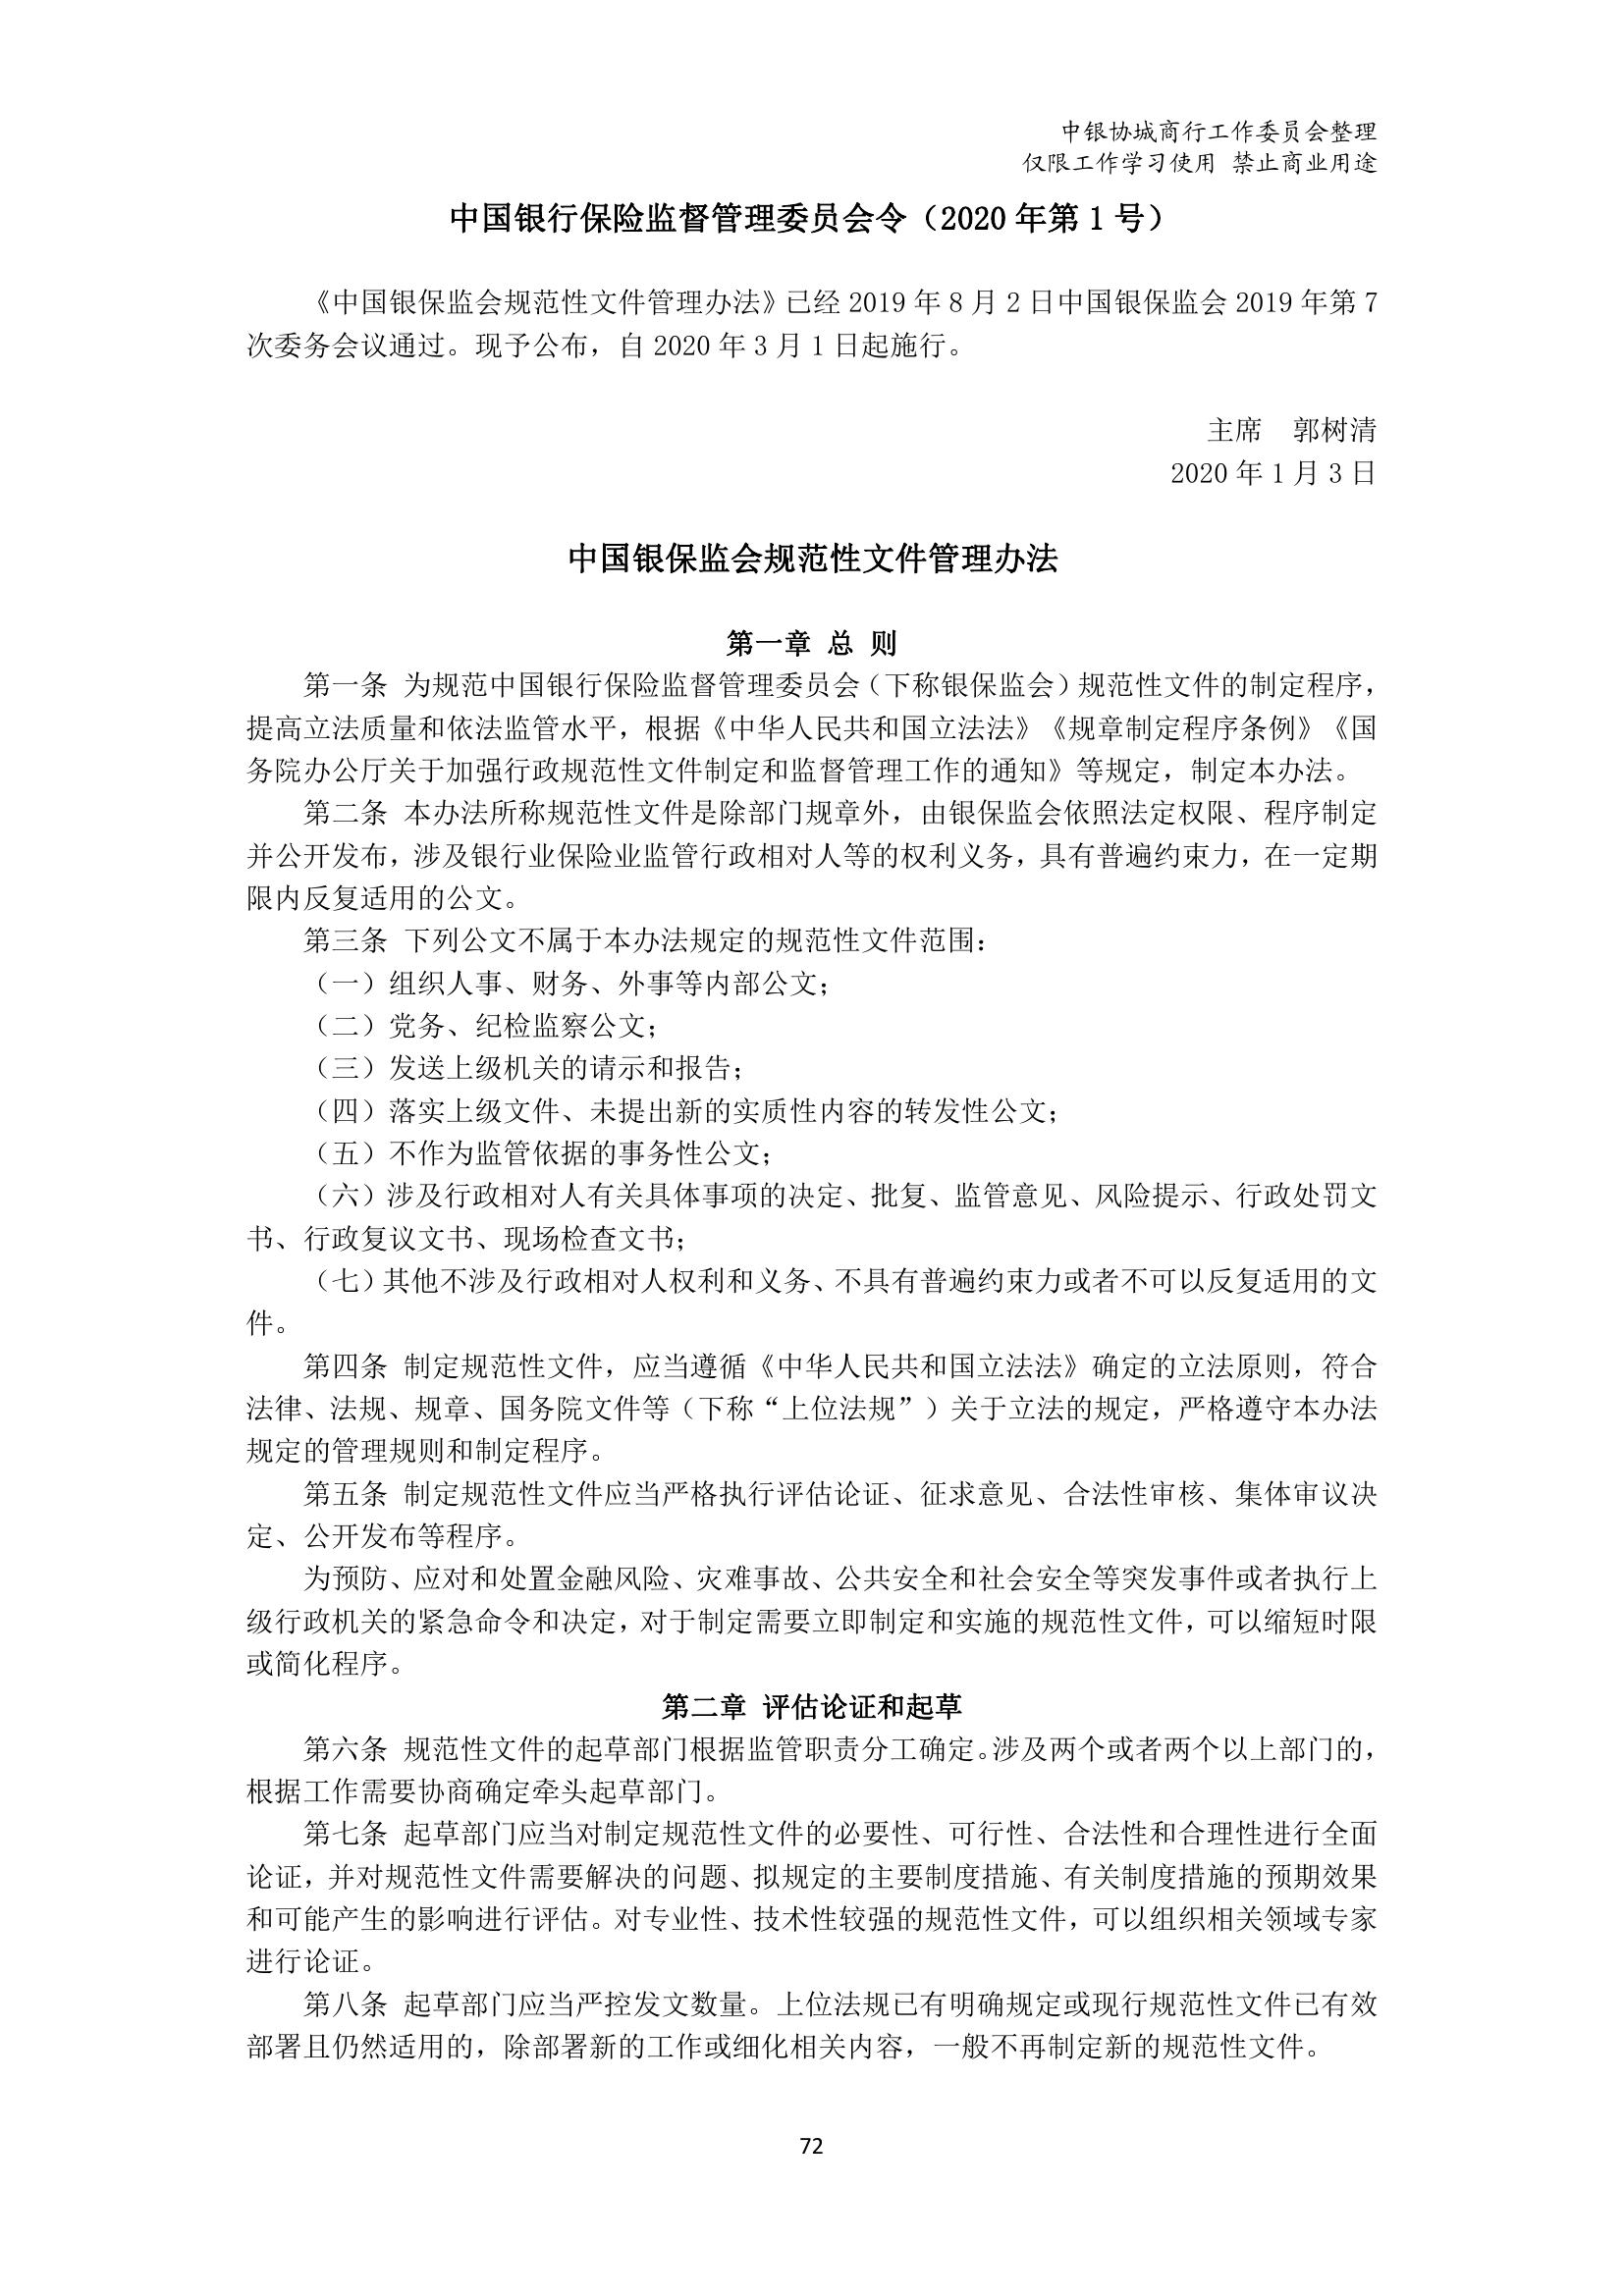 中银协城商行工作委员会整理
仅限工作学习使用 禁止商业用途
中国银行保险监督管理委员会令（2020 年第 1 号）
《中国银保监会规范性文件管理办法》已经 2019 年 8 月 2 日中国银保监会 2019 年第 7
次委务会议通过。现予公布，自 2020 年 3 月 1 日起施行。
主席　郭树清
2020 年 1 月 3 日
中国银保监会规范性文件管理办法
第一章 总 则
第一条 为规范中国银行保险监督管理委员会（下称银保监会）规范性文件的制定程序，
提高立法质量和依法监管水平，根据《中华人民共和国立法法》《规章制定程序条例》《国
务院办公厅关于加强行政规范性文件制定和监督管理工作的通知》等规定，制定本办法。
第二条 本办法所称规范性文件是除部门规章外，由银保监会依照法定权限、程序制定
并公开发布，涉及银行业保险业监管行政相对人等的权利义务，具有普遍约束力，在一定期
限内反复适用的公文。
第三条 下列公文不属于本办法规定的规范性文件范围：
（一）组织人事、财务、外事等内部公文；
（二）党务、纪检监察公文；
（三）发送上级机关的请示和报告；
（四）落实上级文件、未提出新的实质性内容的转发性公文；
（五）不作为监管依据的事务性公文；
（六）涉及行政相对人有关具体事项的决定、批复、监管意见、风险提示、行政处罚文
书、行政复议文书、现场检查文书；
（七）其他不涉及行政相对人权利和义务、不具有普遍约束力或者不可以反复适用的文
件。
第四条 制定规范性文件，应当遵循《中华人民共和国立法法》确定的立法原则，符合
法律、法规、规章、国务院文件等（下称“上位法规”）关于立法的规定，严格遵守本办法
规定的管理规则和制定程序。
第五条 制定规范性文件应当严格执行评估论证、征求意见、合法性审核、集体审议决
定、公开发布等程序。
为预防、应对和处置金融风险、灾难事故、公共安全和社会安全等突发事件或者执行上
级行政机关的紧急命令和决定，对于制定需要立即制定和实施的规范性文件，可以缩短时限
或简化程序。
第二章 评估论证和起草
第六条 规范性文件的起草部门根据监管职责分工确定。涉及两个或者两个以上部门的，
根据工作需要协商确定牵头起草部门。
第七条 起草部门应当对制定规范性文件的必要性、可行性、合法性和合理性进行全面
论证，并对规范性文件需要解决的问题、拟规定的主要制度措施、有关制度措施的预期效果
和可能产生的影响进行评估。对专业性、技术性较强的规范性文件，可以组织相关领域专家
进行论证。
第八条 起草部门应当严控发文数量。上位法规已有明确规定或现行规范性文件已有效
部署且仍然适用的，除部署新的工作或细化相关内容，一般不再制定新的规范性文件。
72